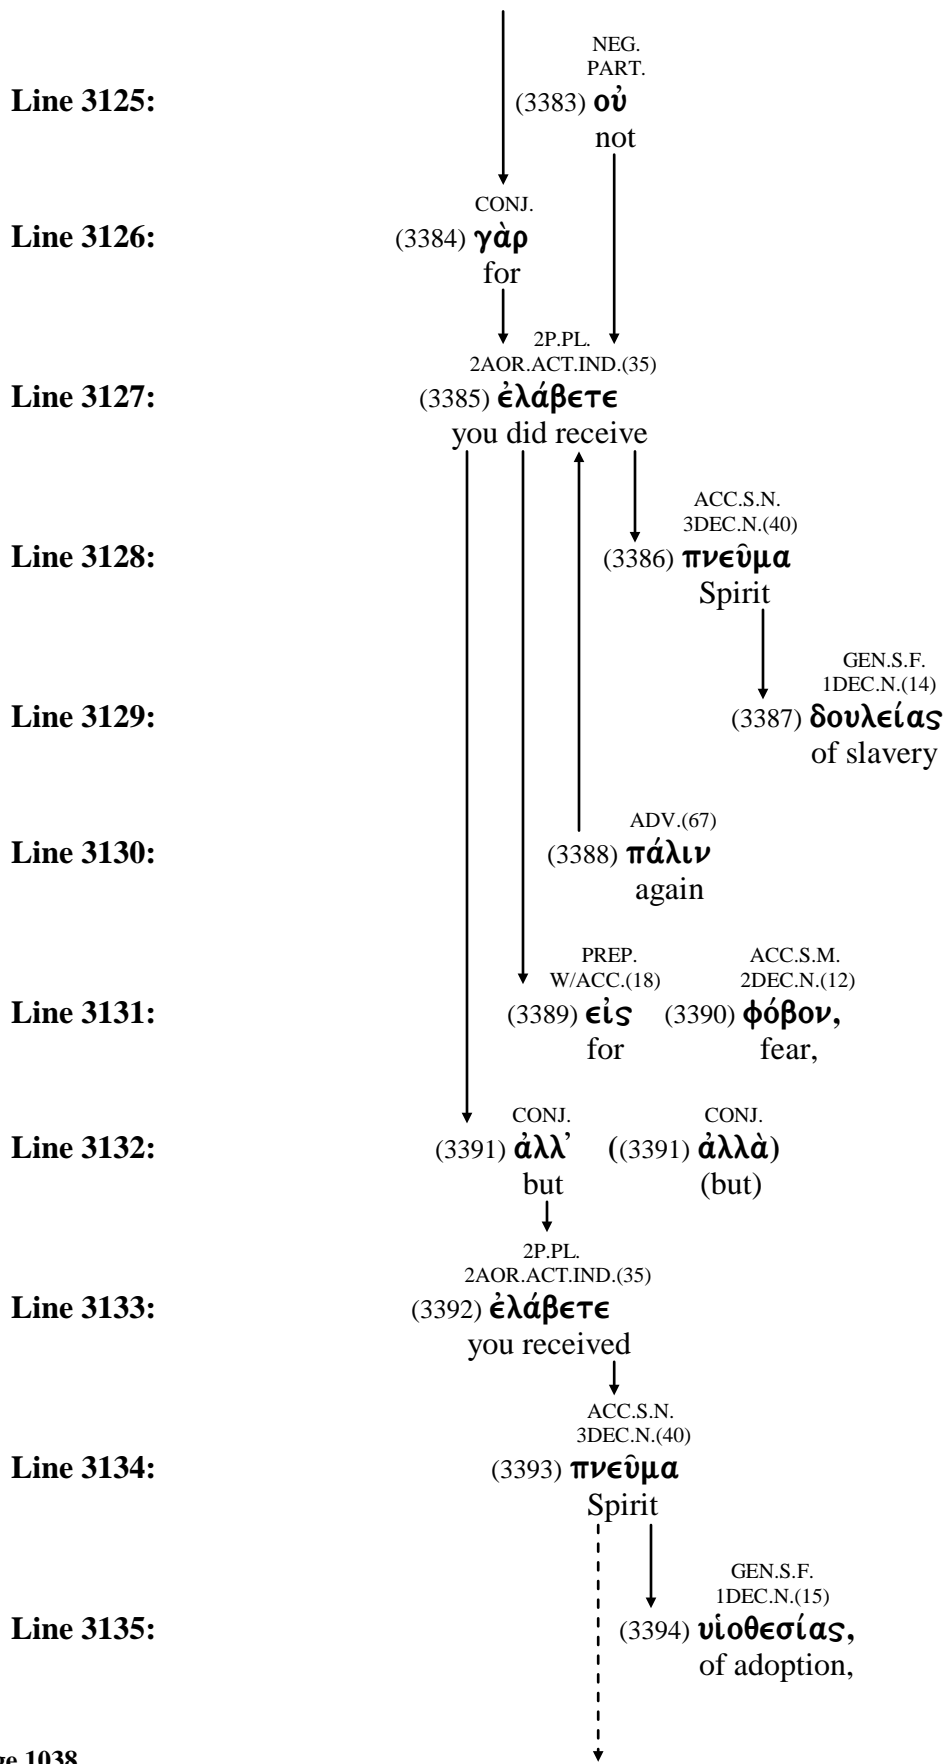 NEG.
PART.
Line 3125: (3383) οὐ
not
CONJ.
Line 3126: (3384) γὰρ
for
2P.PL.
2AOR.ACT.IND.(35)
Line 3127: (3385) ἐλάβετε
you did receive
ACC.S.N.
3DEC.N.(40)
Line 3128: (3386) πνεῦμα
Spirit
GEN.S.F.
1DEC.N.(14)
Line 3129: (3387) δουλείας
of slavery
ADV.(67)
Line 3130: (3388) πάλιν
again
PREP. ACC.S.M.
W/ACC.(18) 2DEC.N.(12)
Line 3131: (3389) εἰς (3390) φόβον,
for fear,
CONJ. CONJ.
Line 3132: (3391) ἀλλ’ ((3391) ἀλλὰ)
but (but)
2P.PL.
2AOR.ACT.IND.(35)
Line 3133: (3392) ἐλάβετε
you received
ACC.S.N.
3DEC.N.(40)
Line 3134: (3393) πνεῦμα
Spirit
GEN.S.F.
1DEC.N.(15)
Line 3135: (3394) υἱοθεσίας,
of adoption,
1038